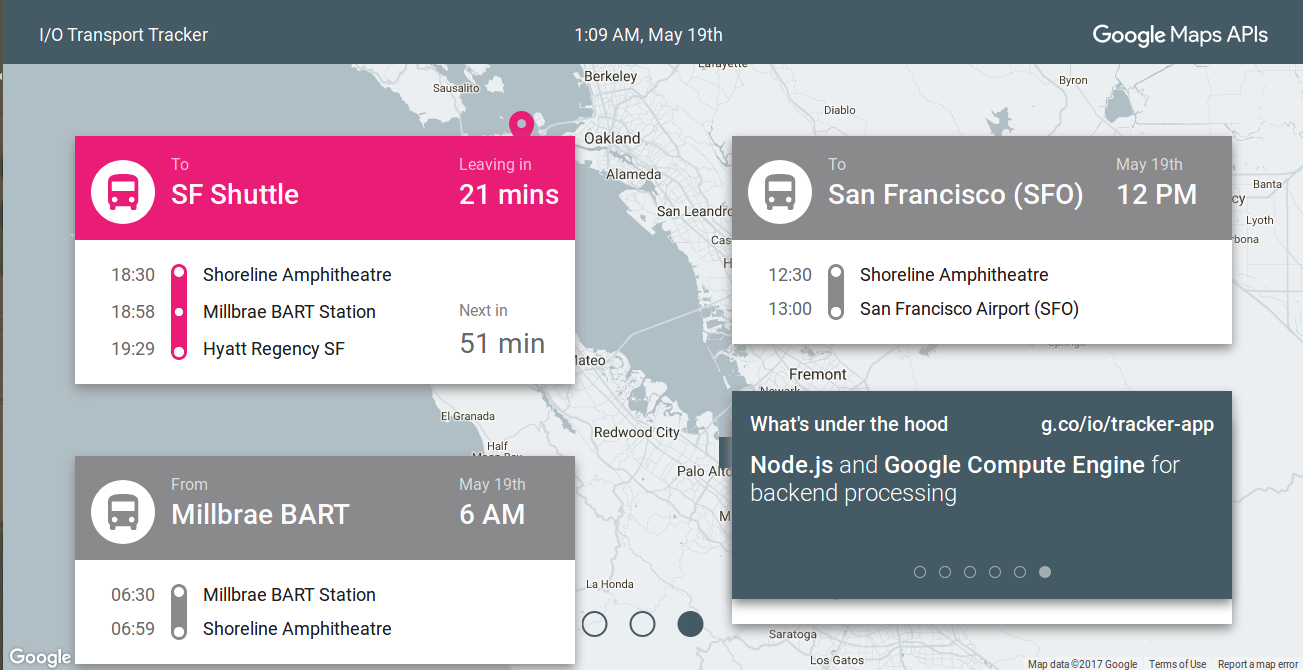 I/O Transport Tracker
1:09 AM, May 19th
Google Maps APIs
Sausalito
Berkeley
Lafayette
Byron
Diablo
Oakland
Alameda
San Leandro
Banta
Lyoth
To
SF Shuttle
Leaving in
21 mins
18:30 Shoreline Amphitheatre
18:58 Millbrae BART Station
19:29 Hyatt Regency SF
Next in
51 min
To
San Francisco (SFO)
May 19th
12 PM
12:30 Shoreline Amphitheatre
13:00 San Francisco Airport (SFO)
Mateo
Fremont
Newark
El Granada
Half
Moon Bay
Redwood City
Palo Alto
What's under the hood
g.co/io/tracker-app
Node.js and Google Compute Engine for
backend processing
From
Millbrae BART
May 19th
6 AM
06:30 Millbrae BART Station
06:59 Shoreline Amphitheatre
La Honda
Saratoga
Los Gatos
Google
Map data ©2017 Google
Terms of Use
Report a map error